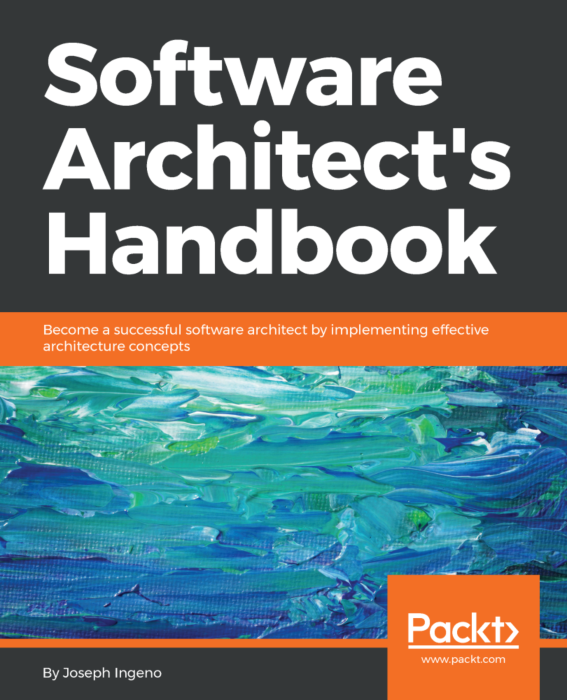 Software
Architect's
Handbook
Become a successful software architect by implementing effective
architecture concepts
Packt>
www.packt.com
By Joseph Ingeno